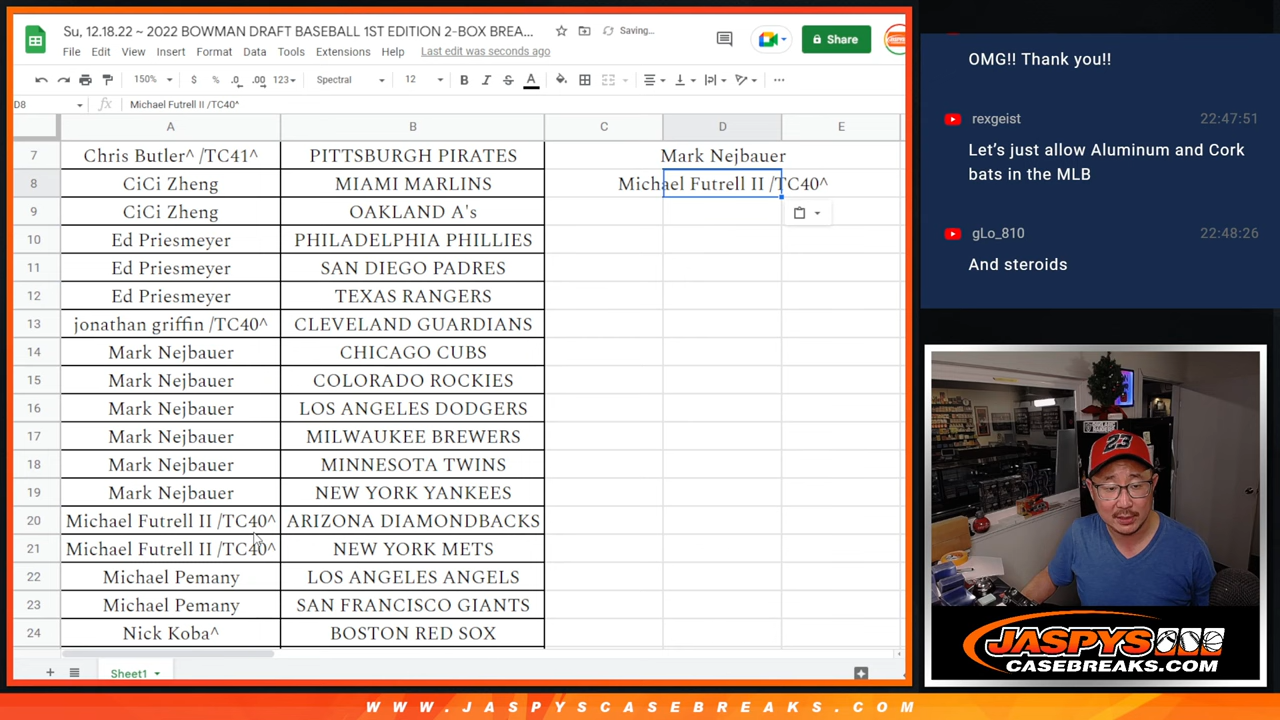 Su, 12.18.22 ~ 2022 BOWMAN DRAFT BASEBALL 1ST EDITION 2-BOX BREA... Saving... Share
File Edit View Insert Format Data Tools Extensions Help Last edit was seconds ago
150% $ % .0 .00 123 Spectral 12 B I S A
D8 fx Michael Futrell II /TC40^
A B C D E
7 Chris Butler^ /TC41^ PITTSBURGH PIRATES Mark Nejbauer
8 CiCi Zheng MIAMI MARLINS Michael Futrell II /TC40^
9 CiCi Zheng OAKLAND A's
10 Ed Priesmeyer PHILADELPHIA PHILLIES
11 Ed Priesmeyer SAN DIEGO PADRES
12 Ed Priesmeyer TEXAS RANGERS
13 jonathan griffin /TC40^ CLEVELAND GUARDIANS
14 Mark Nejbauer CHICAGO CUBS
15 Mark Nejbauer COLORADO ROCKIES
16 Mark Nejbauer LOS ANGELES DODGERS
17 Mark Nejbauer MILWAUKEE BREWERS
18 Mark Nejbauer MINNESOTA TWINS
19 Mark Nejbauer NEW YORK YANKEES
20 Michael Futrell II /TC40^ ARIZONA DIAMONDBACKS
21 Michael Futrell II /TC40^ NEW YORK METS
22 Michael Pemany LOS ANGELES ANGELS
23 Michael Pemany SAN FRANCISCO GIANTS
24 Nick Koba^ BOSTON RED SOX
Sheet1
OMG!! Thank you!!
rexgeist 22:47:51
Let's just allow Aluminum and Cork
bats in the MLB
gLo_810 22:48:26
And steroids
23
JASPYS
CASEBREAKS.COM
WWW.JASPYSCASEBREAKS.COM